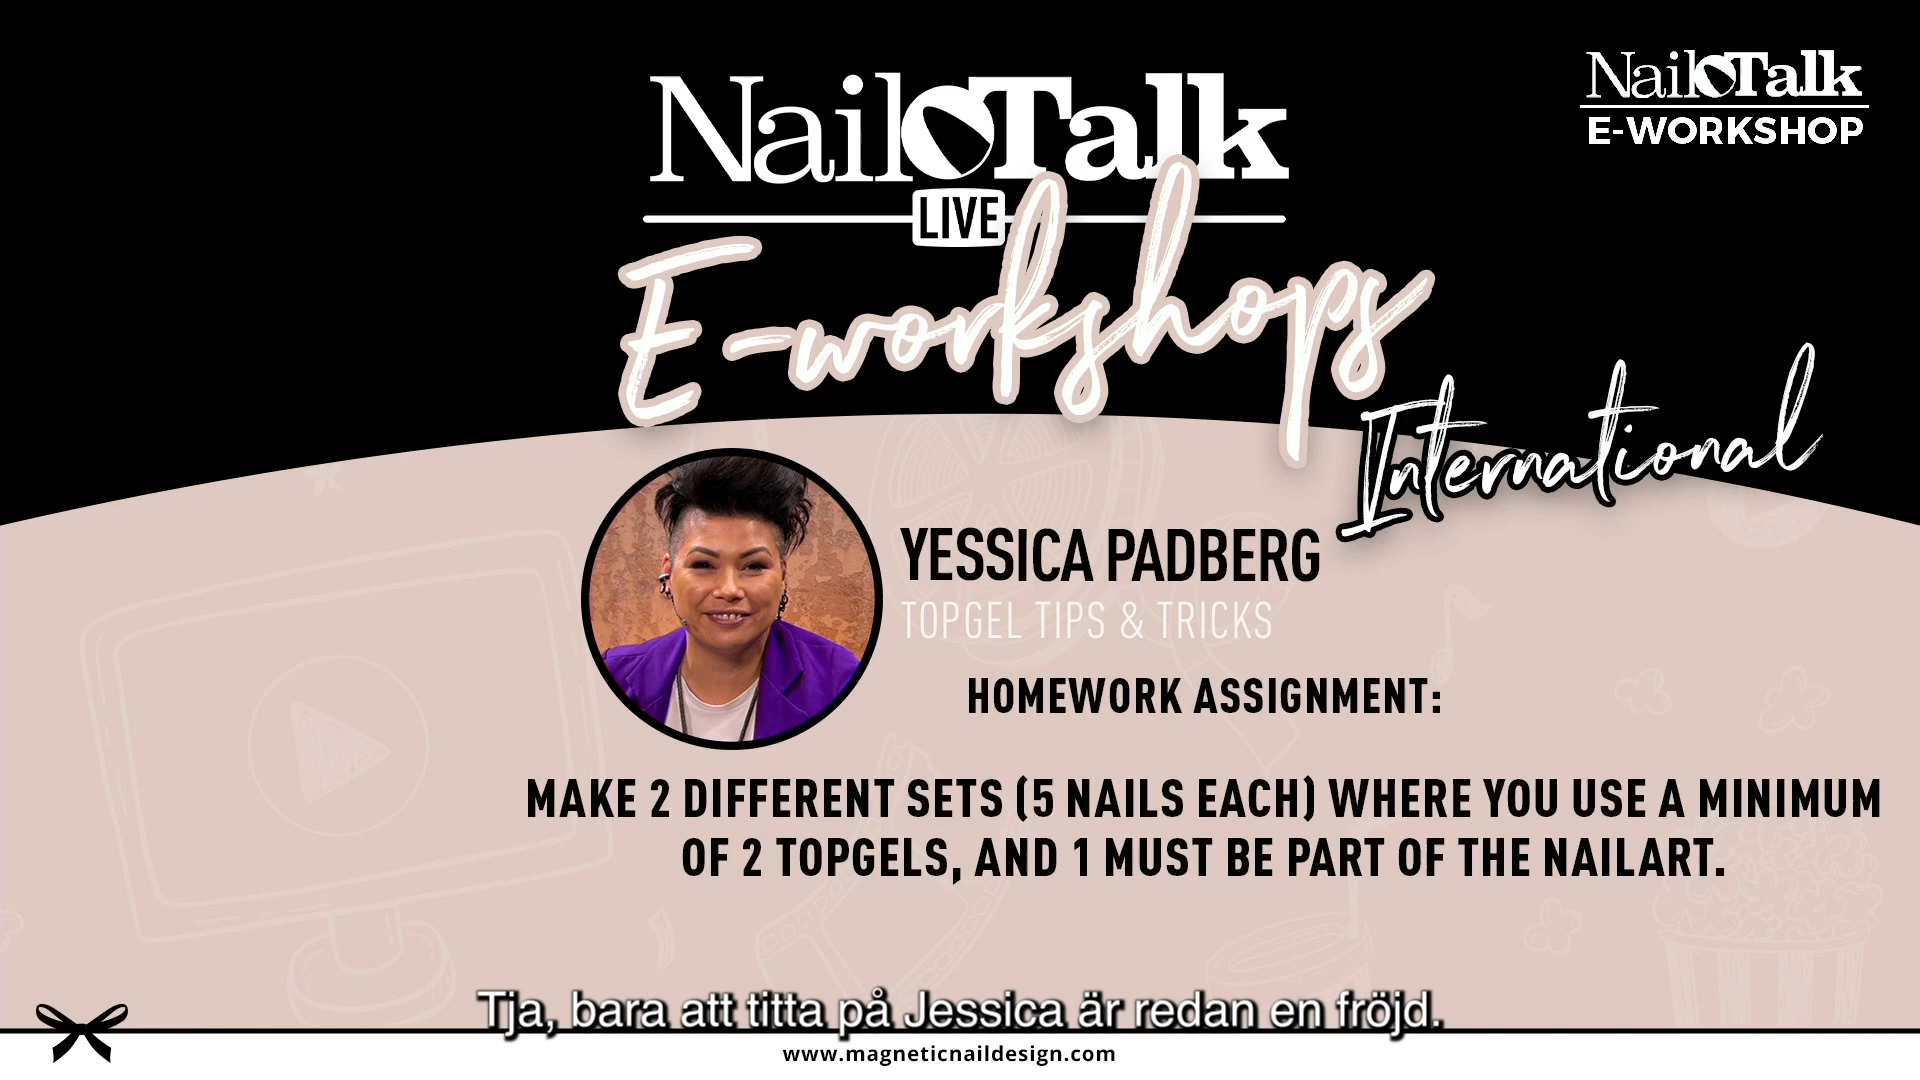 NailTalk
LIVE
E-workshops
International
NailTalk
E-WORKSHOP
YESSICA PADBERG
TOPGEL TIPS & TRICKS
HOMEWORK ASSIGNMENT:
MAKE 2 DIFFERENT SETS (5 NAILS EACH) WHERE YOU USE A MINIMUM
OF 2 TOPGELS, AND 1 MUST BE PART OF THE NAILART.
Tja, bara att titta på Jessica är redan en fröjd.
www.magneticnaildesign.com